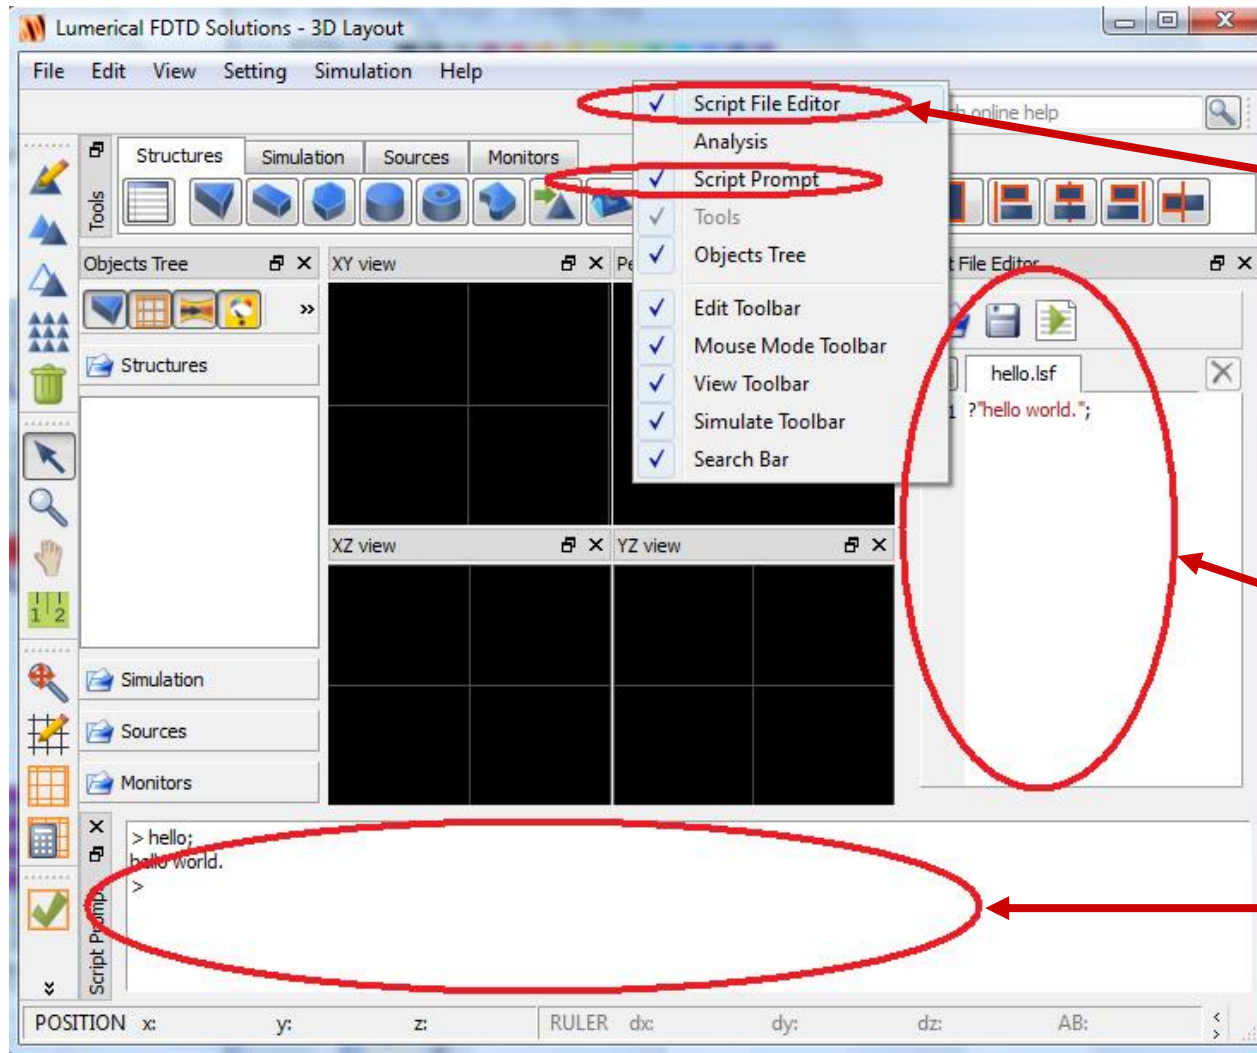 Lumerical FDTD Solutions - 3D Layout
File Edit View Setting Simulation Help
Script File Editor
online help
Analysis
Structures Simulation Sources Monitors
Script Prompt
Tools
Tools
Objects Tree
Objects Tree
XY view
File Editor
Edit Toolbar
Mouse Mode Toolbar
View Toolbar
Simulate Toolbar
Search Bar
Structures
hello.lsf
1 ?"hello world.";
1 2
XZ view
YZ view
Simulation
Sources
Monitors
> hello;
hello world.
>
Script Prompt
POSITION x: y: z: RULER dx: dy: dz: AB: